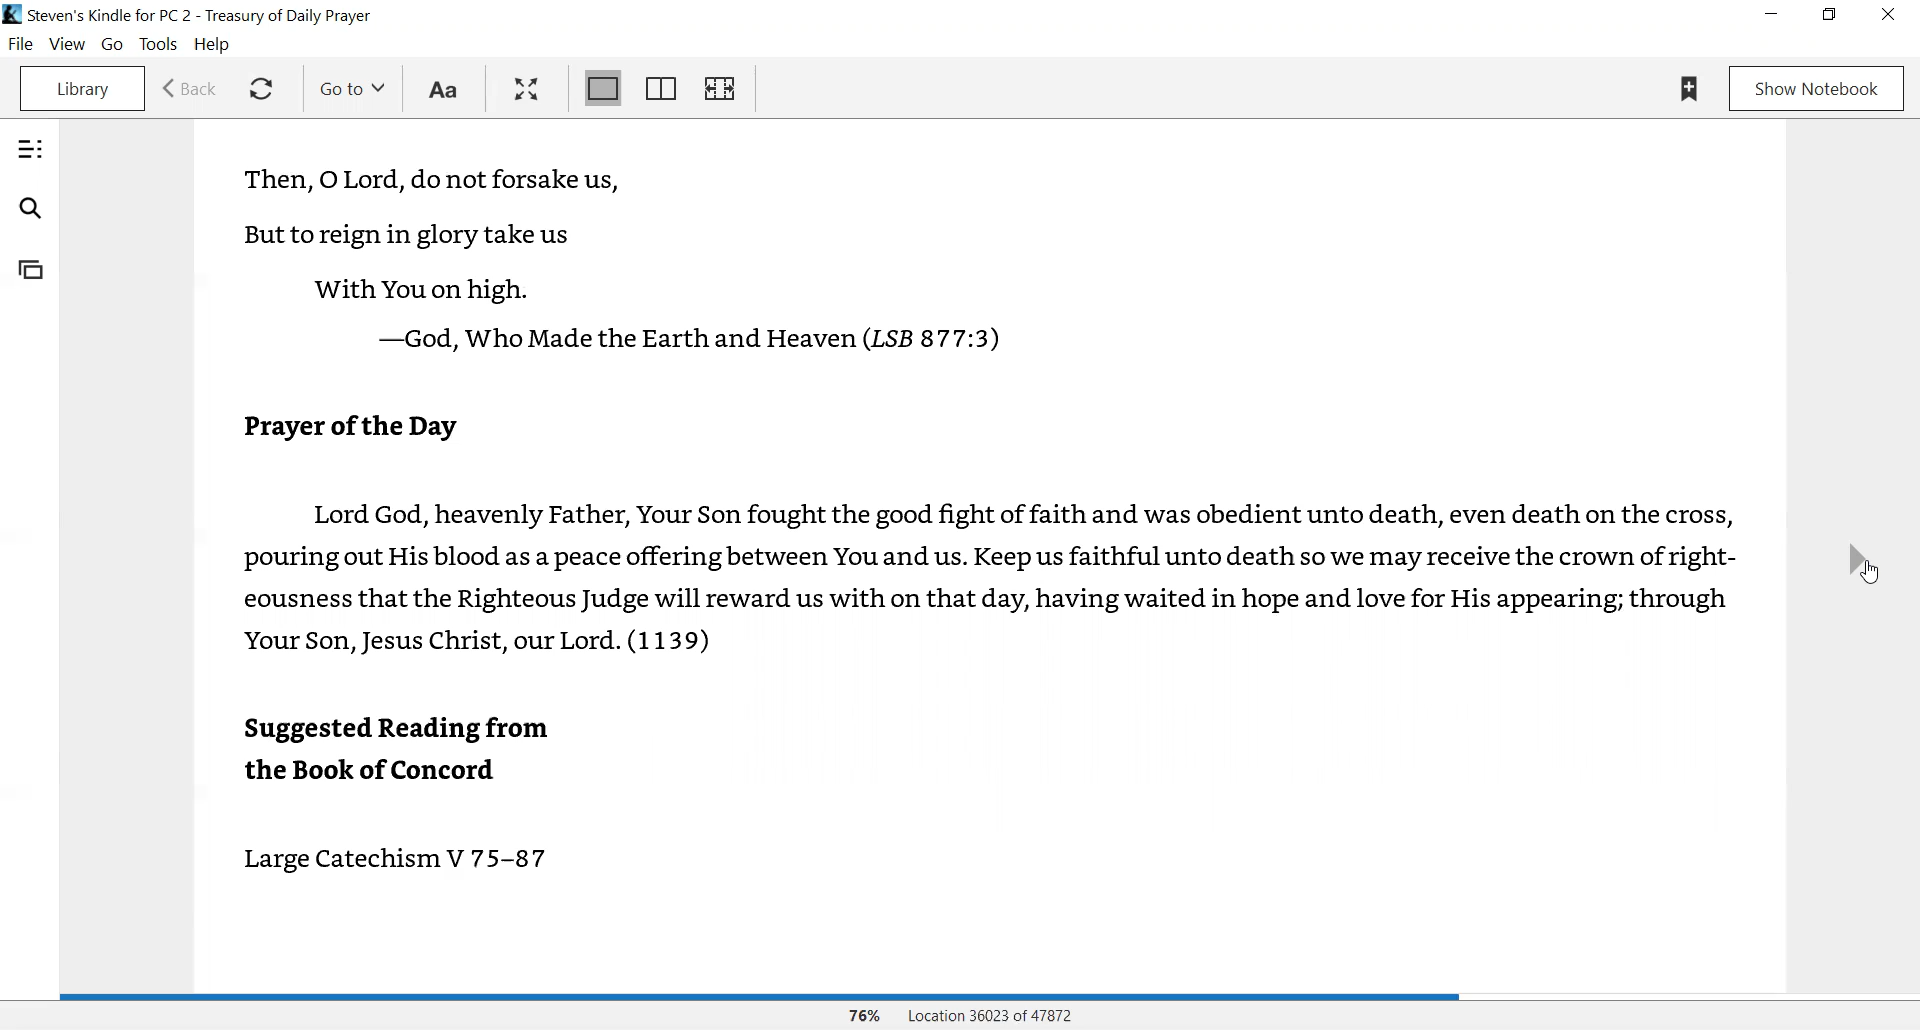 Steven's Kindle for PC 2 - Treasury of Daily Prayer
File View Go Tools Help
Library Back Go to Aa Show Notebook
Then, O Lord, do not forsake us,
But to reign in glory take us
With You on high.
—God, Who Made the Earth and Heaven (LSB 877:3)
Prayer of the Day
Lord God, heavenly Father, Your Son fought the good fight of faith and was obedient unto death, even death on the cross,
pouring out His blood as a peace offering between You and us. Keep us faithful unto death so we may receive the crown of right-
eousness that the Righteous Judge will reward us with on that day, having waited in hope and love for His appearing; through
Your Son, Jesus Christ, our Lord. (1139)
Suggested Reading from
the Book of Concord
Large Catechism V 75–87
76% Location 36023 of 47872